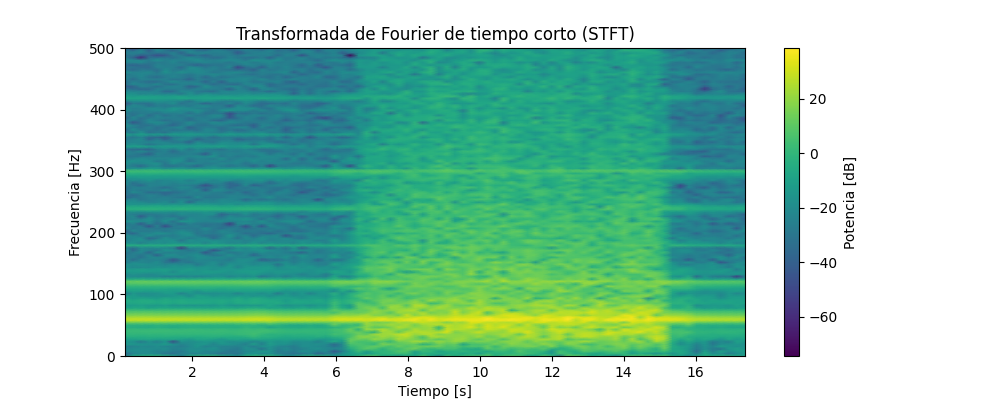 Transformada de Fourier de tiempo corto (STFT)
500
400
300
200
100
0
Frecuencia [Hz]
2 4 6 8 10 12 14 16
Tiempo [s]
20
0
−20
−40
−60
Potencia [dB]